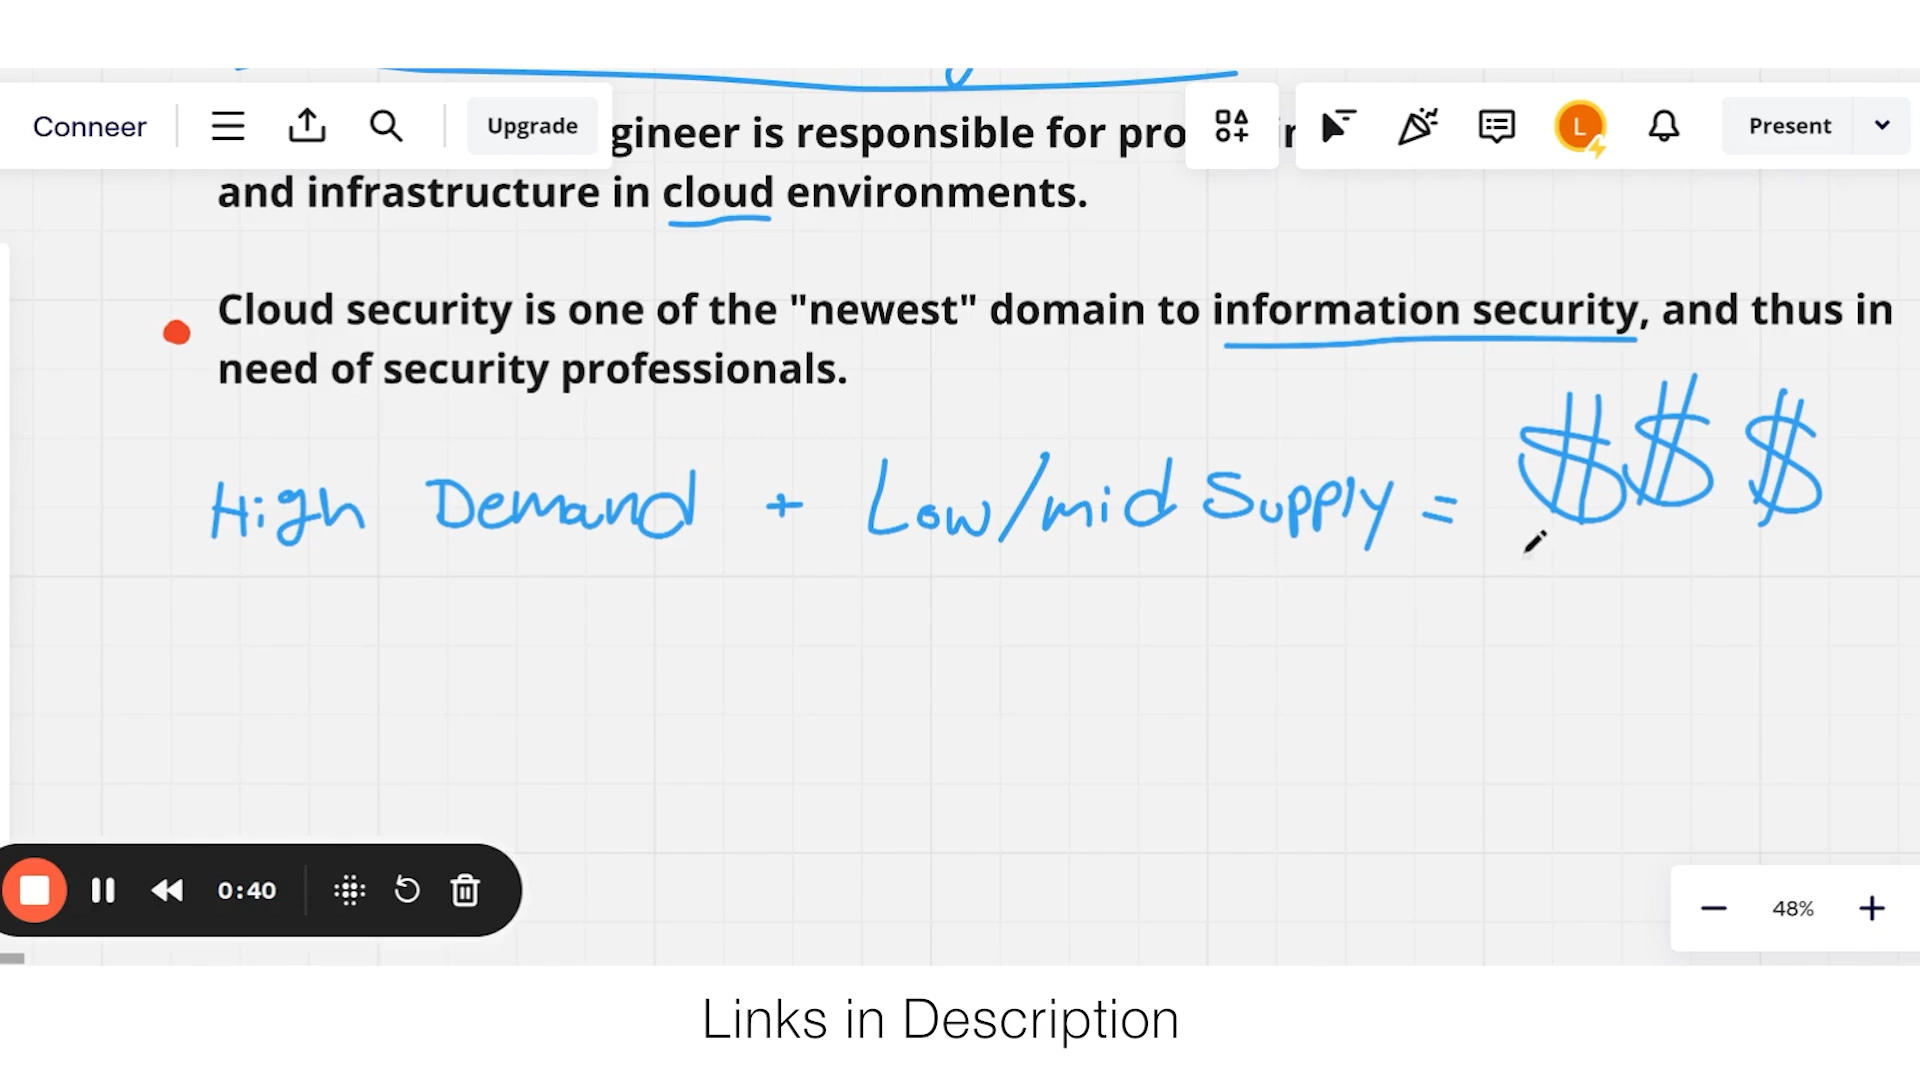 Conneer Upgrade Present
gineer is responsible for pro
and infrastructure in cloud environments.
Cloud security is one of the "newest" domain to information security, and thus in
need of security professionals.
High Demand + Low/mid Supply = $$$
0:40
48%
Links in Description